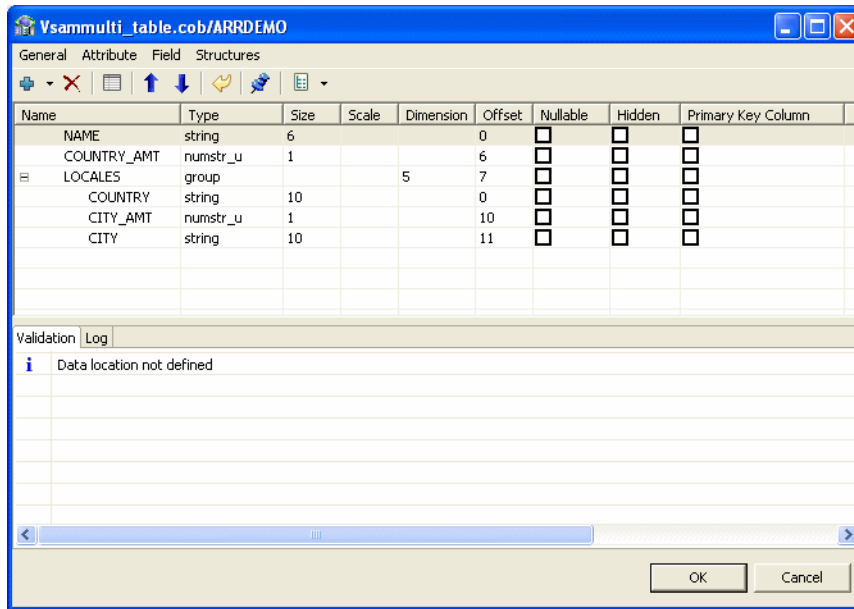 Vsammulti_table.cob/ARRDEMO
General Attribute Field Structures
Name Type Size Scale Dimension Offset Nullable Hidden Primary Key Column
NAME string 6 0
COUNTRY_AMT numstr_u 1 6
LOCALES group 5 7
COUNTRY string 10 0
CITY_AMT numstr_u 1 10
CITY string 10 11
Validation Log
i Data location not defined
OK Cancel